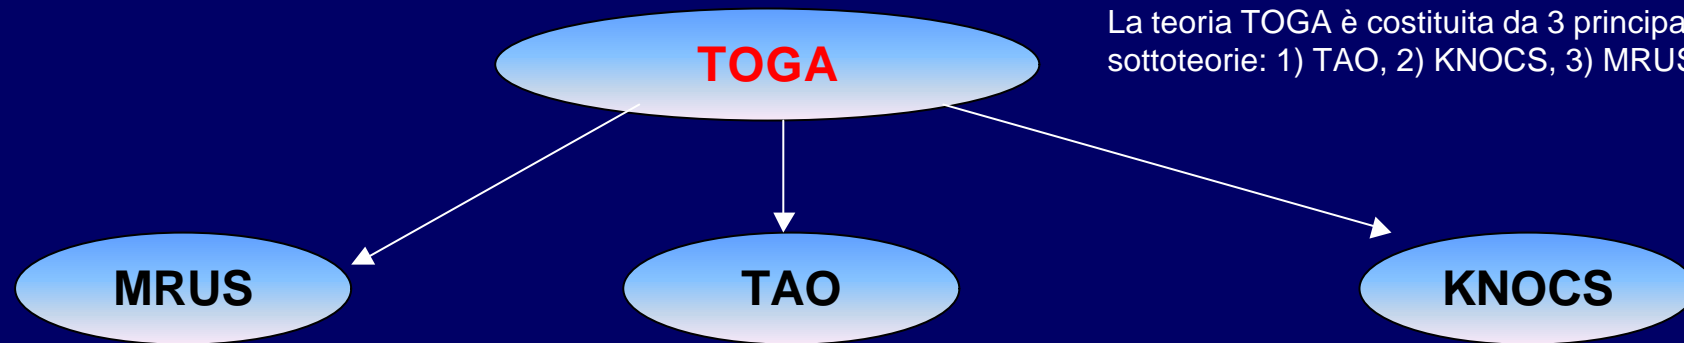 La teoria TOGA è costituita da 3 principa
sottoteorie: 1) TAO, 2) KNOCS, 3) MRUS
TOGA
MRUS
TAO
KNOCS